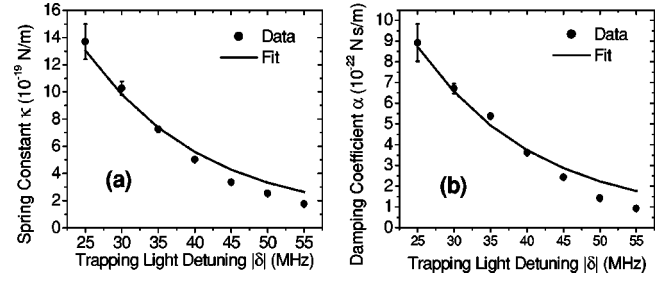 16
14
12
10
8
6
4
2
0
Spring Constant κ (10⁻¹⁹ N/m)
Data
Fit
(a)
25 30 35 40 45 50 55
Trapping Light Detuning |δ| (MHz)
10
9
8
7
6
5
4
3
2
1
0
Damping Coefficient α (10⁻²² N s/m)
Data
Fit
(b)
25 30 35 40 45 50 55
Trapping Light Detuning |δ| (MHz)